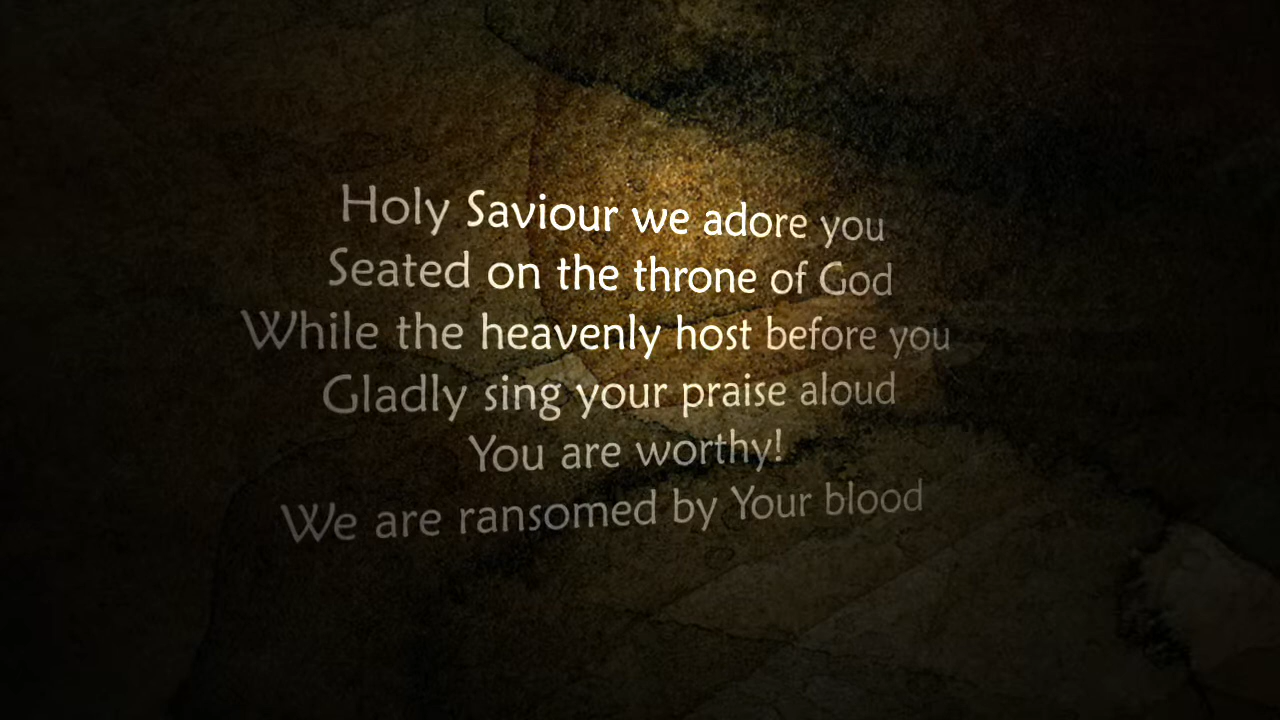 Holy Saviour we adore you
Seated on the throne of God
While the heavenly host before you
Gladly sing your praise aloud
You are worthy!
We are ransomed by Your blood